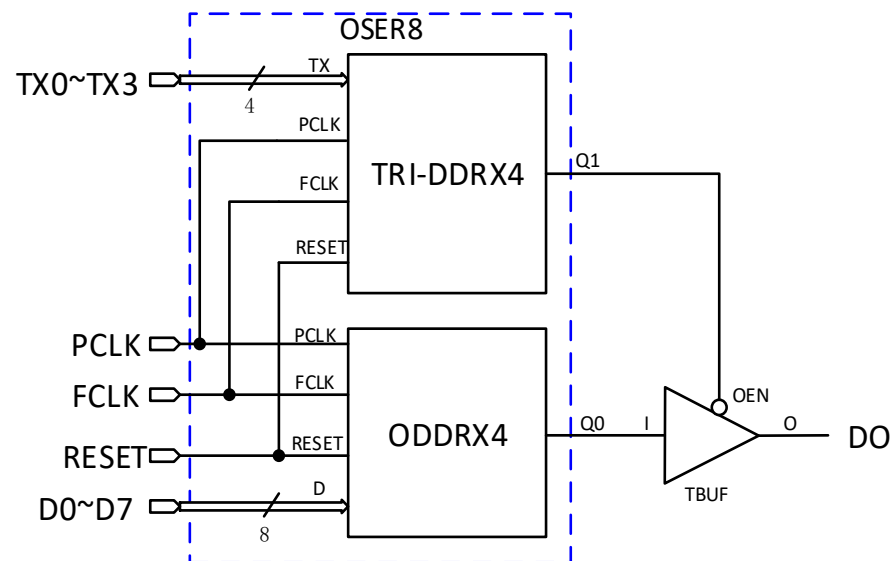 OSER8
TX0~TX3
TX
4
PCLK
FCLK
RESET
TRI-DDRX4
Q1
PCLK
PCLK
FCLK
FCLK
RESET
RESET
D0~D7
D
8
ODDRX4
Q0
I
OEN
O
DO
TBUF